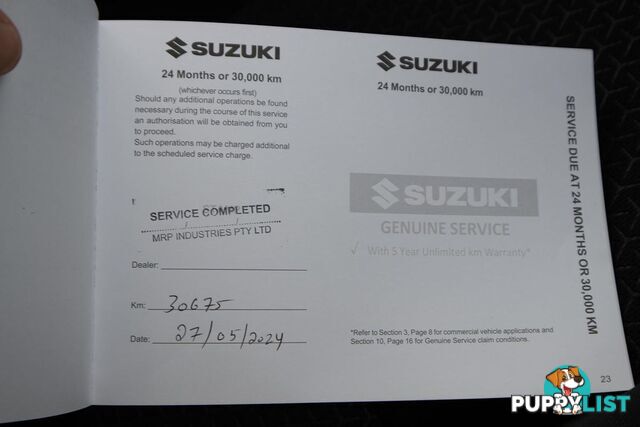 SUZUKI
24 Months or 30,000 km
(whichever occurs first)
Should any additional operations be found
necessary during the course of this service
an authorisation will be obtained from you
to proceed.
Such operations may be charged additional
to the scheduled service charge.
SERVICE COMPLETED
MRP INDUSTRIES PTY LTD
Dealer:
Km: 30675
Date: 27/05/2024
SUZUKI
24 Months or 30,000 km
SUZUKI
GENUINE SERVICE
✓ With 5 Year Unlimited km Warranty*
*Refer to Section 3, Page 8 for commercial vehicle applications and
Section 10, Page 16 for Genuine Service claim conditions.
SERVICE DUE AT 24 MONTHS OR 30,000 KM
23
PUPPYLIST